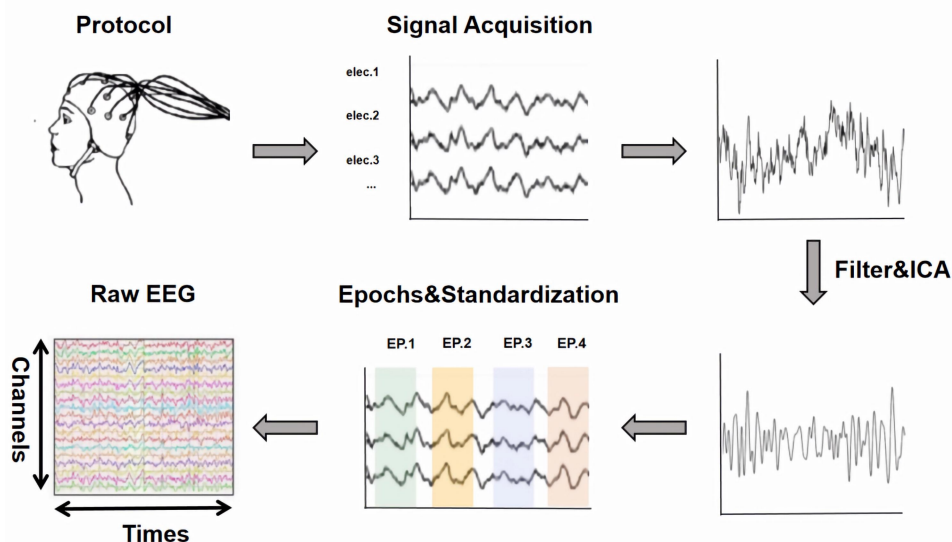 Protocol
Signal Acquisition
elec.1
elec.2
elec.3
...
Filter&ICA
Raw EEG
Epochs&Standardization
EP.1 EP.2 EP.3 EP.4
Channels
Times